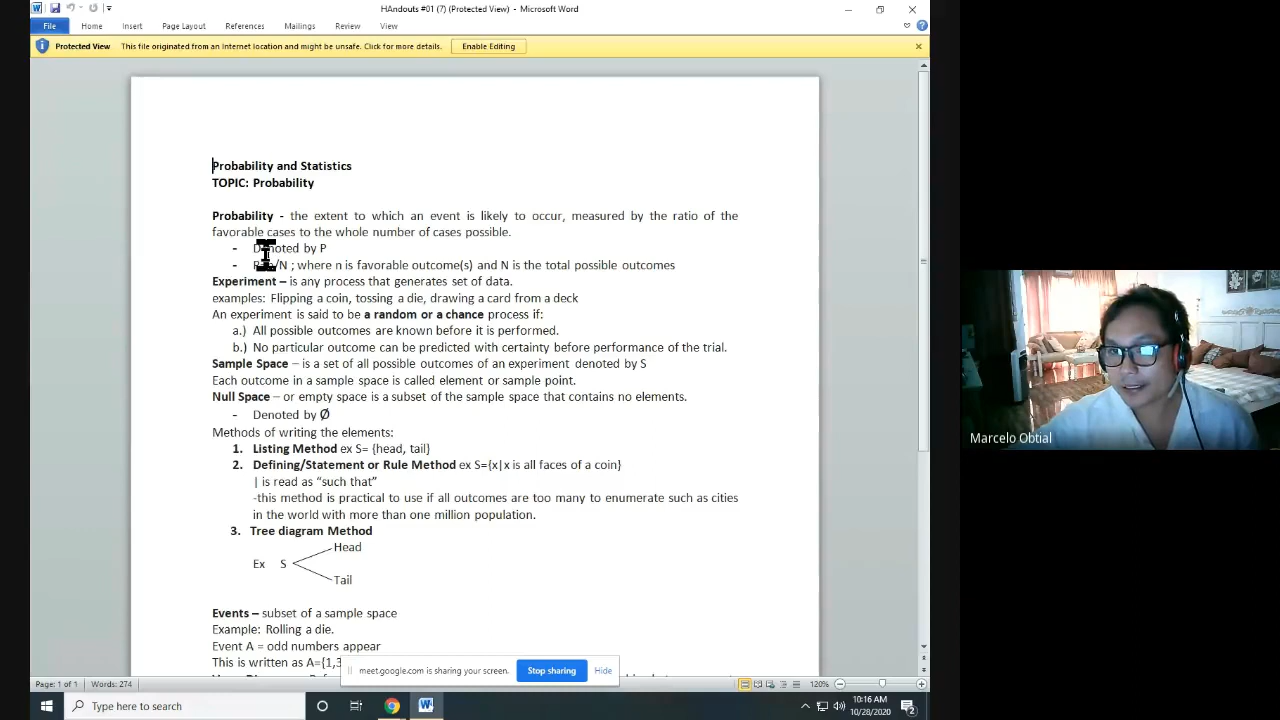 HAndouts #01 (7) (Protected View) - Microsoft Word
File Home Insert Page Layout References Mailings Review View
Protected View This file originated from an Internet location and might be unsafe. Click for more details. Enable Editing
Probability and Statistics
TOPIC: Probability
Probability - the extent to which an event is likely to occur, measured by the ratio of the
favorable cases to the whole number of cases possible.
- Denoted by P
- /N ; where n is favorable outcome(s) and N is the total possible outcomes
Experiment – is any process that generates set of data.
examples: Flipping a coin, tossing a die, drawing a card from a deck
An experiment is said to be a random or a chance process if:
a.) All possible outcomes are known before it is performed.
b.) No particular outcome can be predicted with certainty before performance of the trial.
Sample Space – is a set of all possible outcomes of an experiment denoted by S
Each outcome in a sample space is called element or sample point.
Null Space – or empty space is a subset of the sample space that contains no elements.
- Denoted by Ø
Methods of writing the elements:
1. Listing Method ex S= {head, tail}
2. Defining/Statement or Rule Method ex S={x|x is all faces of a coin}
| is read as “such that”
-this method is practical to use if all outcomes are too many to enumerate such as cities
in the world with more than one million population.
3. Tree diagram Method
Head
Ex S
Tail
Events – subset of a sample space
Example: Rolling a die.
Event A = odd numbers appear
This is written as A={1,3
meet.google.com is sharing your screen. Stop sharing Hide
Page: 1 of 1 Words: 274 120%
Type here to search
10:16 AM
10/28/2020
2
Marcelo Obtial